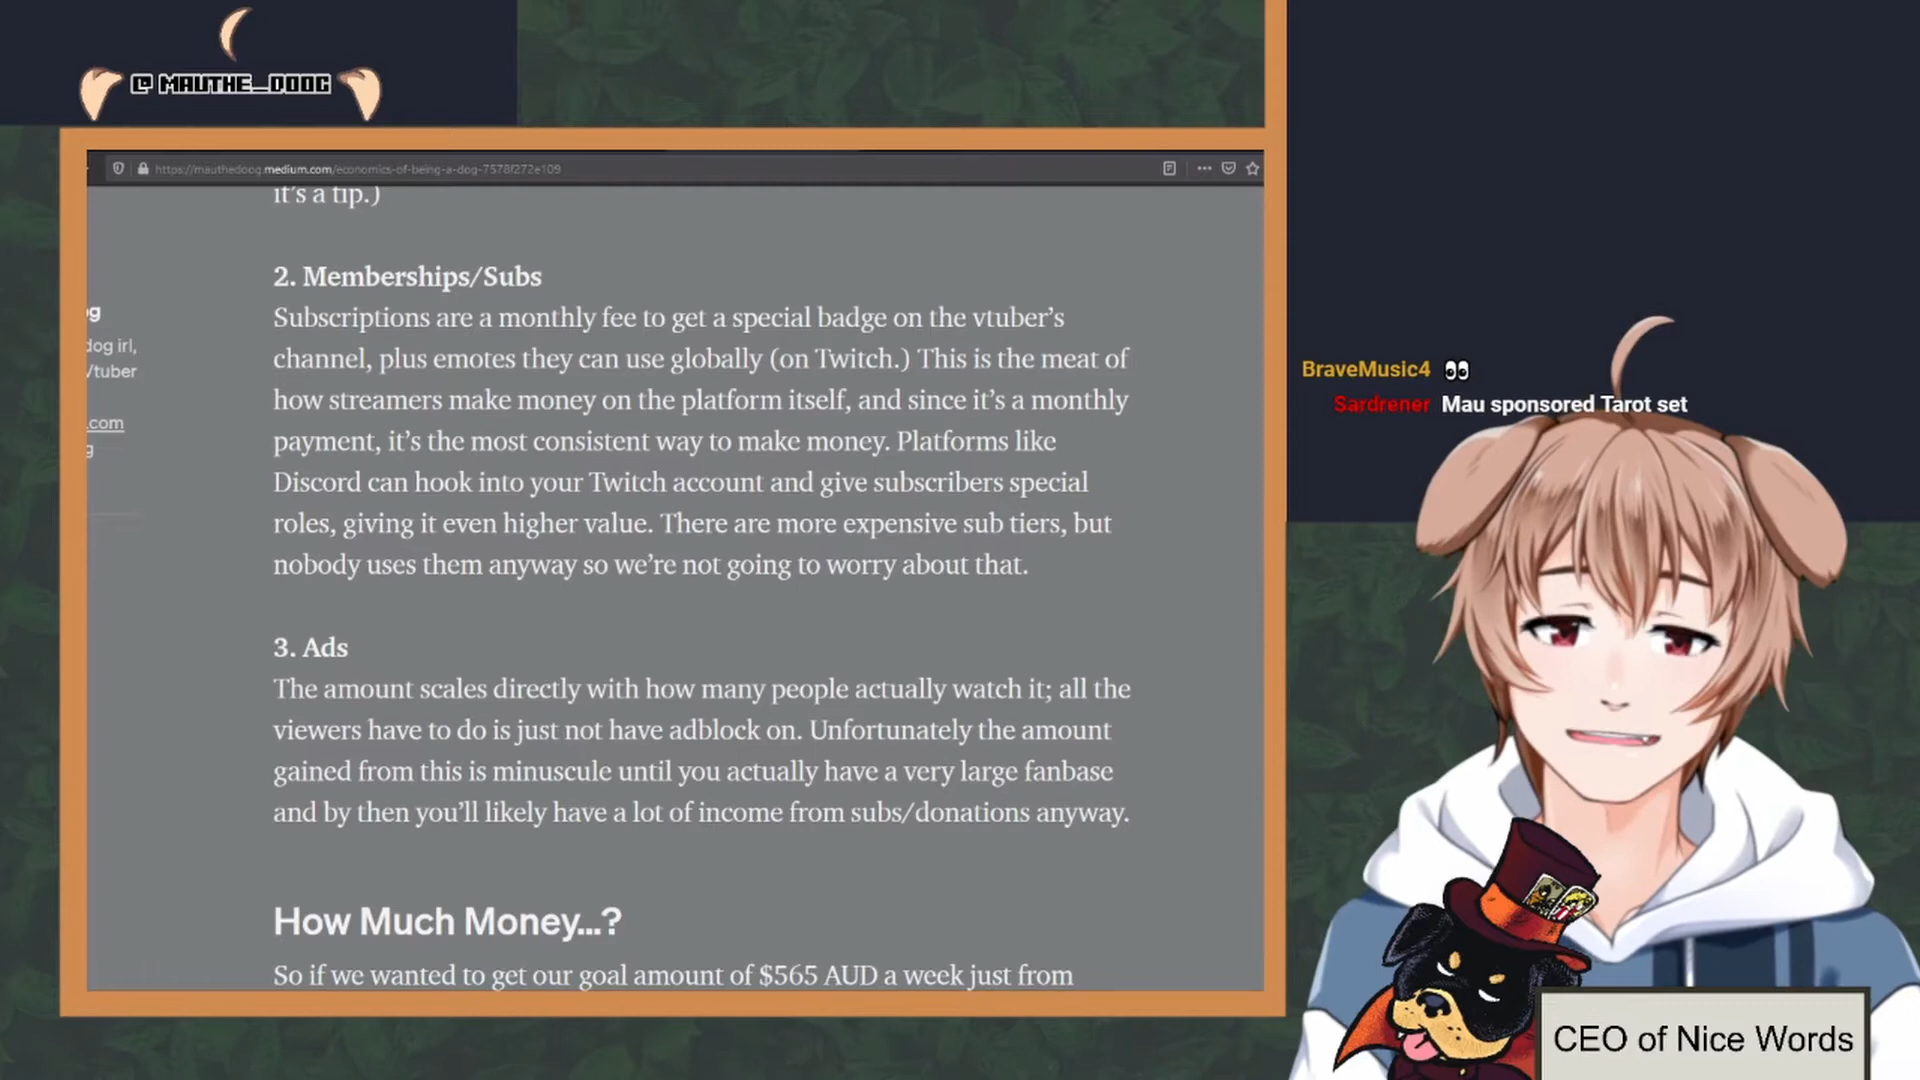 @ MAUTHE_DOOG
https://mauthedoog.medium.com/economics-of-being-a-dog-7578f272e109
it's a tip.)
2. Memberships/Subs
Subscriptions are a monthly fee to get a special badge on the vtuber's
channel, plus emotes they can use globally (on Twitch.) This is the meat of
how streamers make money on the platform itself, and since it's a monthly
payment, it's the most consistent way to make money. Platforms like
Discord can hook into your Twitch account and give subscribers special
roles, giving it even higher value. There are more expensive sub tiers, but
nobody uses them anyway so we're not going to worry about that.
3. Ads
The amount scales directly with how many people actually watch it; all the
viewers have to do is just not have adblock on. Unfortunately the amount
gained from this is minuscule until you actually have a very large fanbase
and by then you'll likely have a lot of income from subs/donations anyway.
How Much Money...?
So if we wanted to get our goal amount of $565 AUD a week just from
og
dog irl,
Vtuber
.com
g
BraveMusic4
Sardrener Mau sponsored Tarot set
CEO of Nice Words